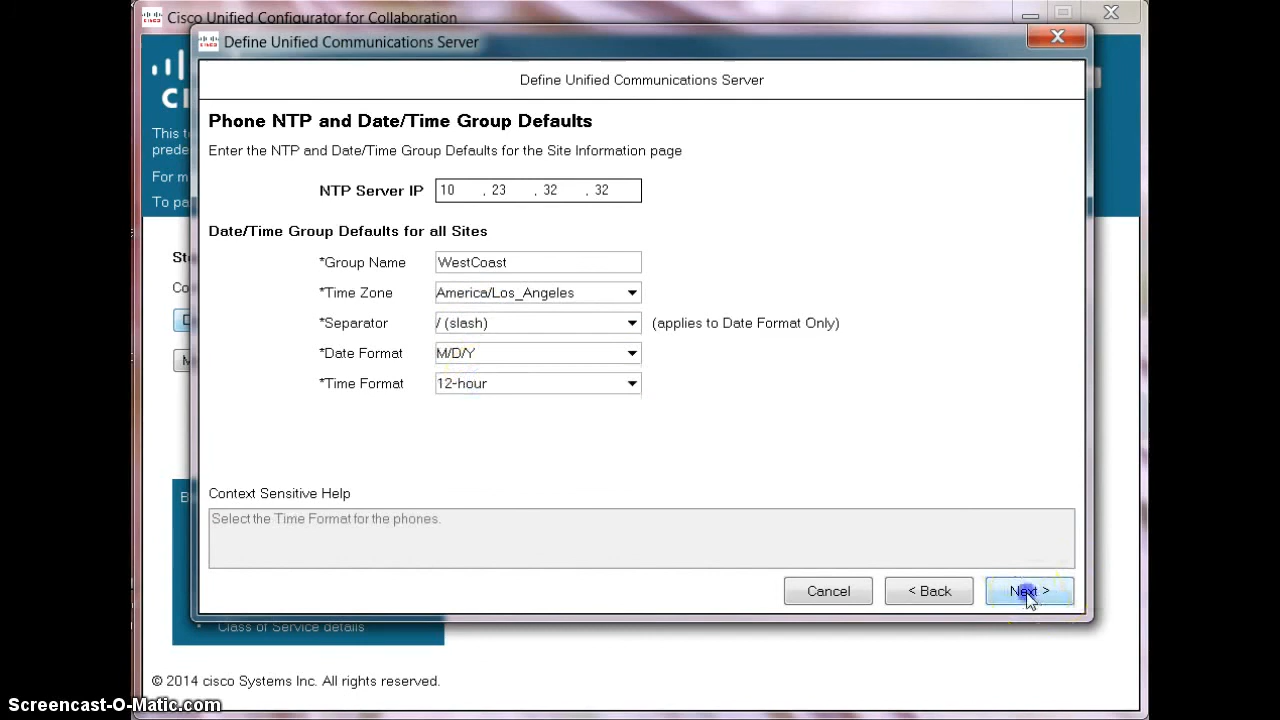 Cisco Unified Configurator for Collaboration
Define Unified Communications Server
Define Unified Communications Server
Phone NTP and Date/Time Group Defaults
Enter the NTP and Date/Time Group Defaults for the Site Information page
NTP Server IP 10 . 23 . 32 . 32
Date/Time Group Defaults for all Sites
*Group Name WestCoast
*Time Zone America/Los_Angeles
*Separator / (slash) (applies to Date Format Only)
*Date Format M/D/Y
*Time Format 12-hour
Context Sensitive Help
Select the Time Format for the phones.
Cancel < Back Next >
CI
This t
prede
For m
To pa
Class of Service details
© 2014 cisco Systems Inc. All rights reserved.
Screencast-O-Matic.com